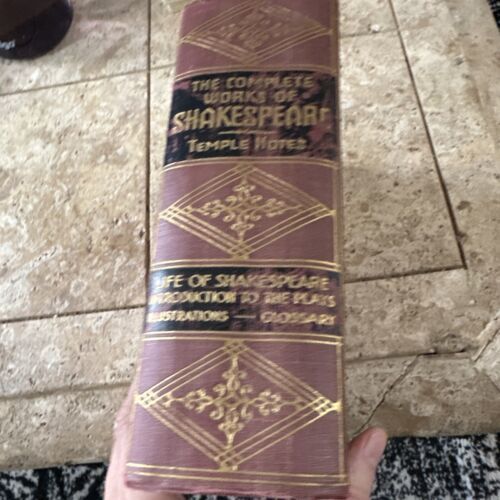 THE COMPLETE
WORKS OF
SHAKESPEARE
TEMPLE NOTES
LIFE OF SHAKESPEARE
INTRODUCTION TO THE PLAYS
ILLUSTRATIONS — GLOSSARY